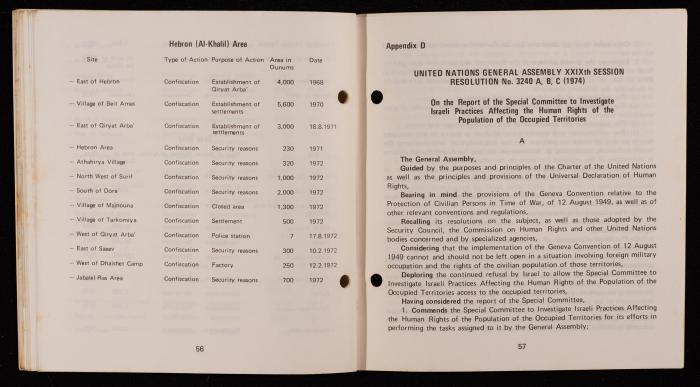 Hebron (Al-Khalil) Area
Site Type of Action Purpose of Action Area in Dunums Date
— East of Hebron Confiscation Establishment of Qiryat Arba' 4,000 1968
— Village of Beit Amas Confiscation Establishment of settlements 5,600 1970
— East of Qiryat Arba' Confiscation Establishment of settlements 3,000 18.8.1971
— Hebron Area Confiscation Security reasons 230 1971
— Athahirya Village Confiscation Security reasons 320 1972
— North West of Surif Confiscation Security reasons 1,000 1972
— South of Dora Confiscation Security reasons 2,000 1972
— Village of Majnouna Confiscation Closed area 1,300 1972
— Village of Tarkomiya Confiscation Settlement 500 1972
— West of Qiryat Arba' Confiscation Police station 7 17.8.1972
— East of Saeev Confiscation Security reasons 300 10.2.1972
— West of Dhaishet Camp Confiscation Factory 250 12.2.1972
— Jabalel-Ras Area Confiscation Security reasons 700 1972
56
Appendix D
UNITED NATIONS GENERAL ASSEMBLY XXIXth SESSION
RESOLUTION No. 3240 A, B, C (1974)
On the Report of the Special Committee to Investigate
Israeli Practices Affecting the Human Rights of the
Population of the Occupied Territories
A
The General Assembly,
Guided by the purposes and principles of the Charter of the United Nations
as well as the principles and provisions of the Universal Declaration of Human
Rights,
Bearing in mind the provisions of the Geneva Convention relative to the
Protection of Civilian Persons in Time of War, of 12 August 1949, as well as of
other relevant conventions and regulations,
Recalling its resolutions on the subject, as well as those adopted by the
Security Council, the Commission on Human Rights and other United Nations
bodies concerned and by specialized agencies,
Considering that the implementation of the Geneva Convention of 12 August
1949 cannot and should not be left open in a situation involving foreign military
occupation and the rights of the civilian population of those territories,
Deploring the continued refusal by Israel to allow the Special Committee to
Investigate Israeli Practices Affecting the Human Rights of the Population of the
Occupied Territories access to the occupied territories,
Having considered the report of the Special Committee,
1. Commends the Special Committee to Investigate Israeli Practices Affecting
the Human Rights of the Population of the Occupied Territories for its efforts in
performing the tasks assigned to it by the General Assembly;
57